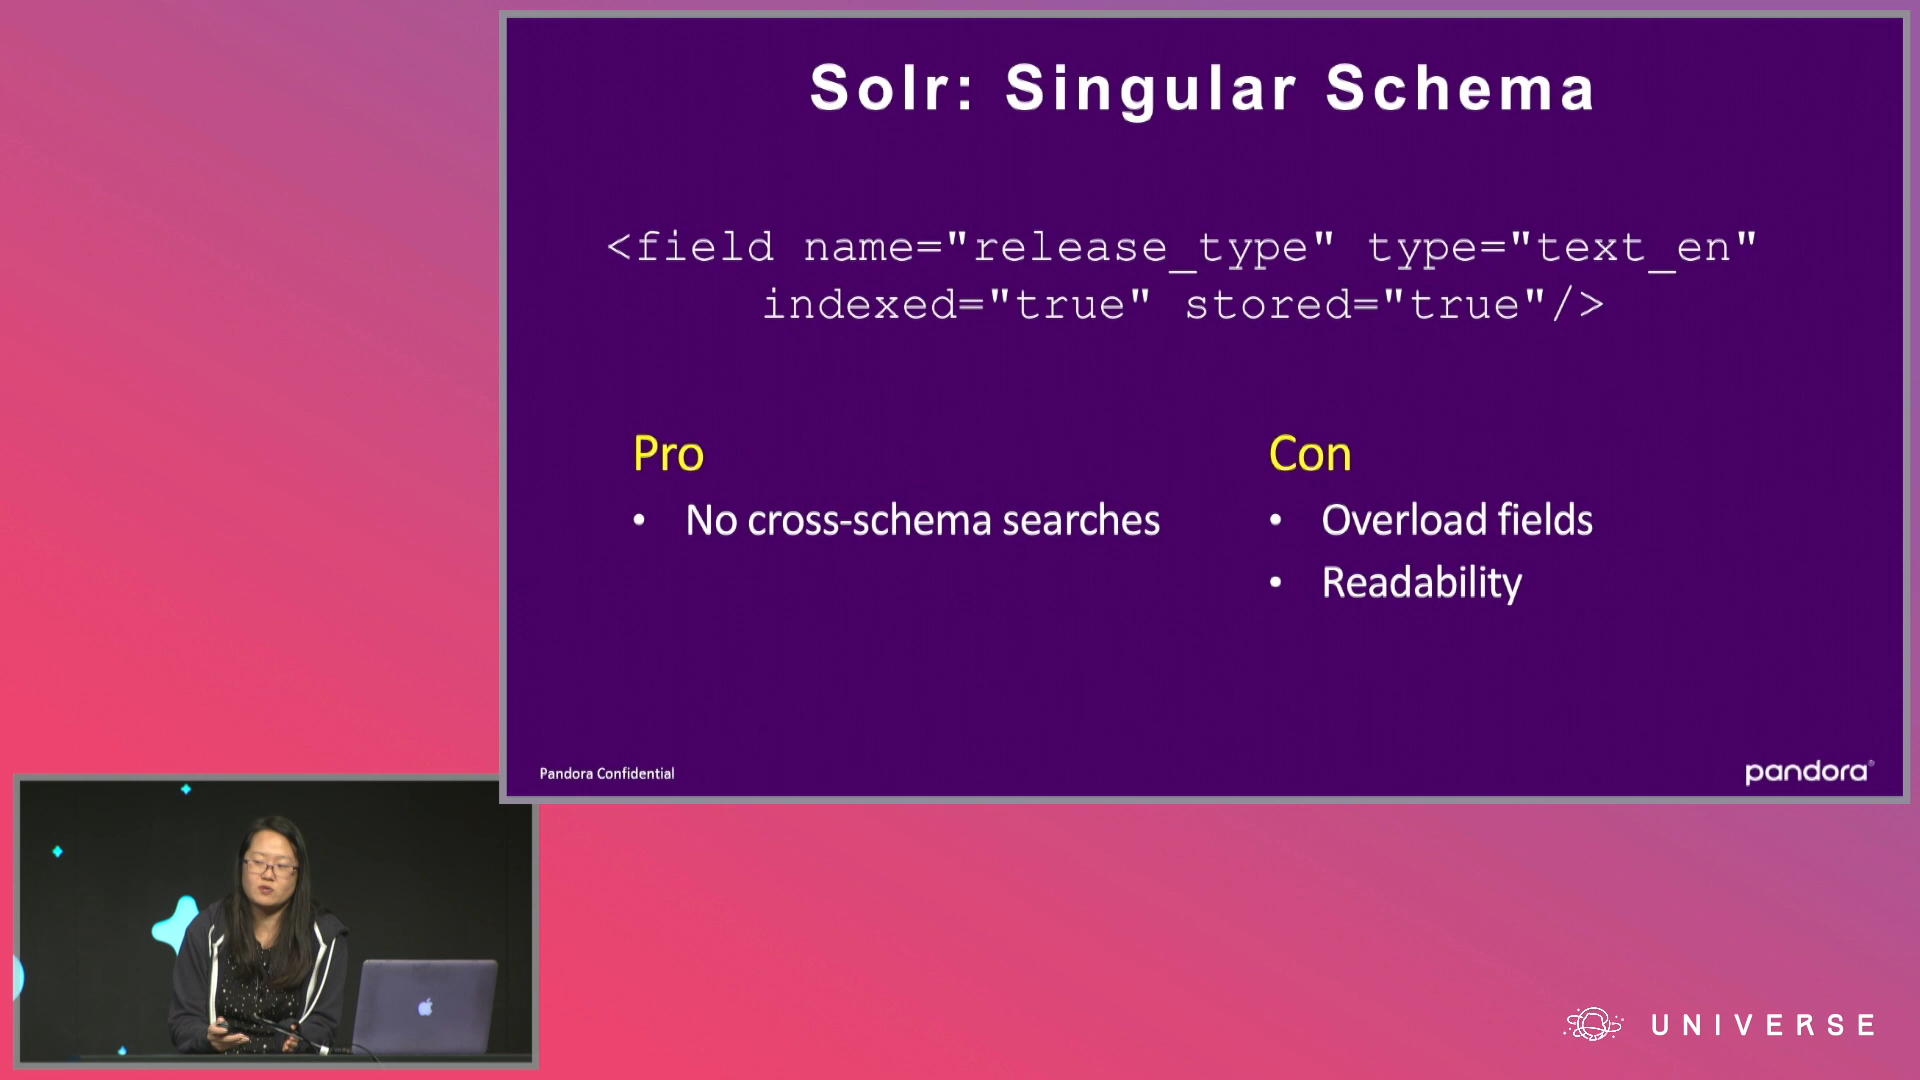 Solr: Singular Schema
<field name="release_type" type="text_en"
indexed="true" stored="true"/>
Pro
• No cross-schema searches
Con
• Overload fields
• Readability
Pandora Confidential
pandora®
UNIVERSE